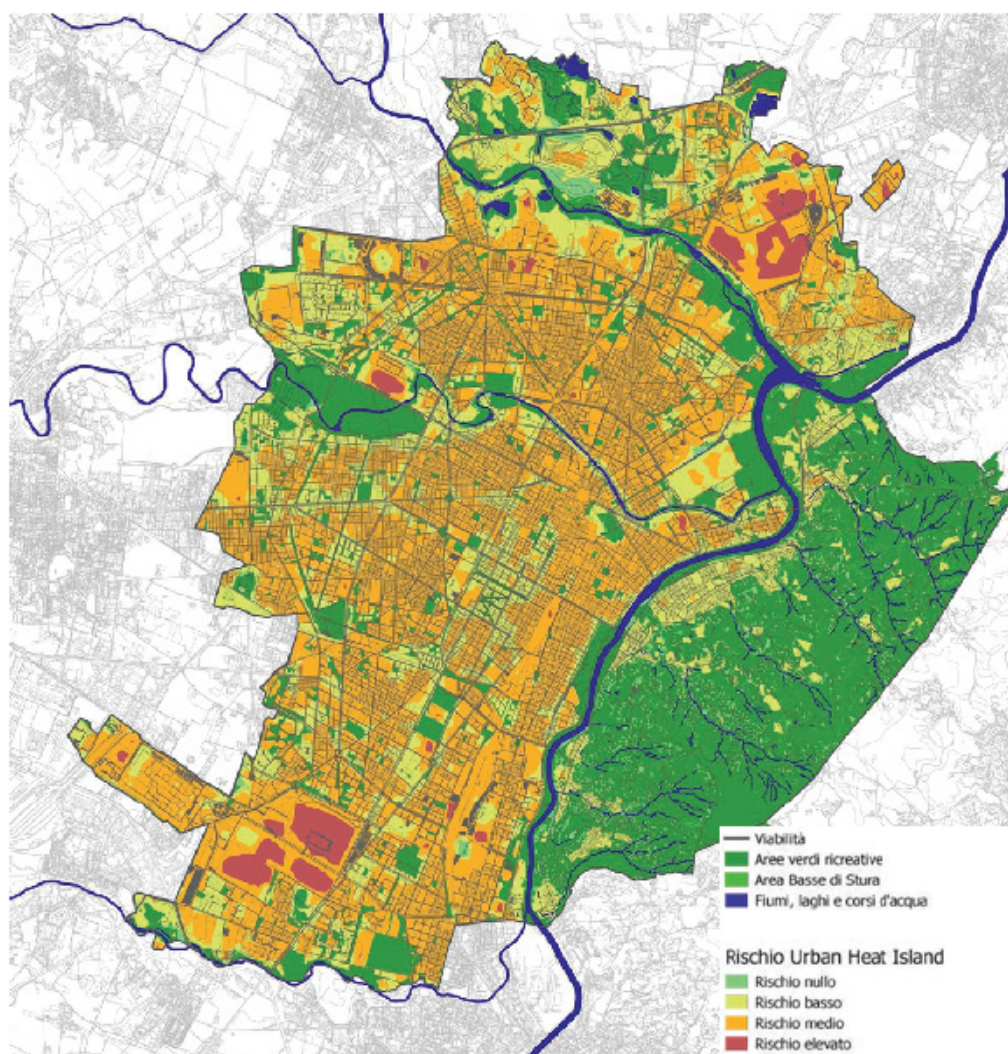 Viabilità
Aree verdi ricreative
Area Basse di Stura
Fiumi, laghi e corsi d'acqua
Rischio Urban Heat Island
Rischio nullo
Rischio basso
Rischio medio
Rischio elevato